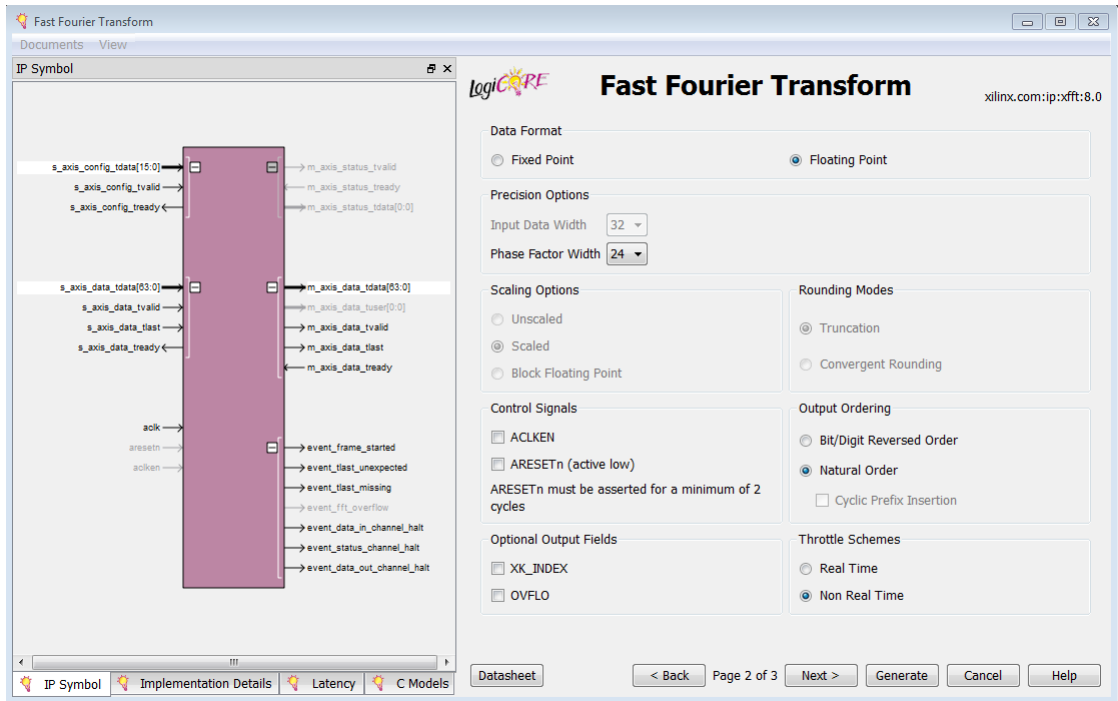 Fast Fourier Transform
Documents View
IP Symbol
s_axis_config_tdata[15:0]
s_axis_config_tvalid
s_axis_config_tready
m_axis_status_tvalid
m_axis_status_tready
m_axis_status_tdata[0:0]
s_axis_data_tdata[63:0]
s_axis_data_tvalid
s_axis_data_tlast
s_axis_data_tready
m_axis_data_tdata[63:0]
m_axis_data_tuser[0:0]
m_axis_data_tvalid
m_axis_data_tlast
m_axis_data_tready
aclk
aresetn
aclken
event_frame_started
event_tlast_unexpected
event_tlast_missing
event_fft_overflow
event_data_in_channel_halt
event_status_channel_halt
event_data_out_channel_halt
IP Symbol Implementation Details Latency C Models
logiCORE
Fast Fourier Transform
xilinx.com:ip:xfft:8.0
Data Format
Fixed Point Floating Point
Precision Options
Input Data Width 32
Phase Factor Width 24
Scaling Options
Unscaled
Scaled
Block Floating Point
Rounding Modes
Truncation
Convergent Rounding
Control Signals
ACLKEN
ARESETn (active low)
ARESETn must be asserted for a minimum of 2
cycles
Output Ordering
Bit/Digit Reversed Order
Natural Order
Cyclic Prefix Insertion
Optional Output Fields
XK_INDEX
OVFLO
Throttle Schemes
Real Time
Non Real Time
Datasheet < Back Page 2 of 3 Next > Generate Cancel Help